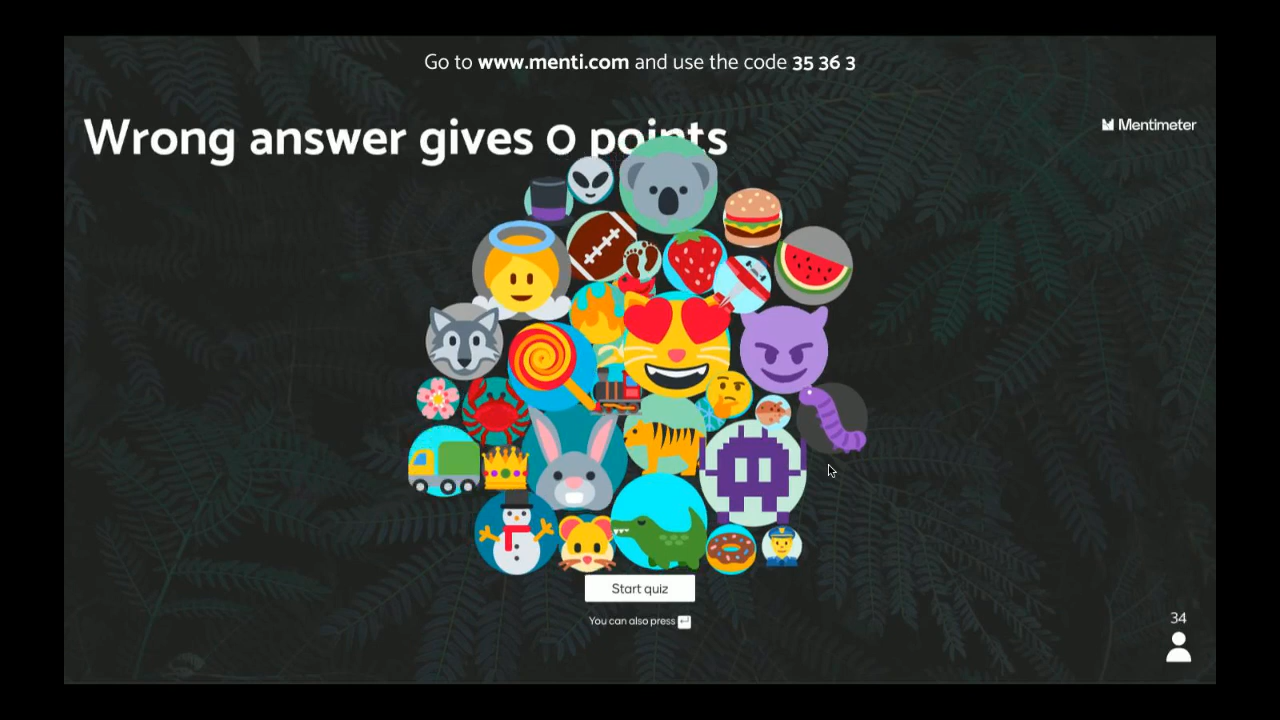 Go to www.menti.com and use the code 35 36 3
Wrong answer gives 0 points
Mentimeter
Start quiz
You can also press
34